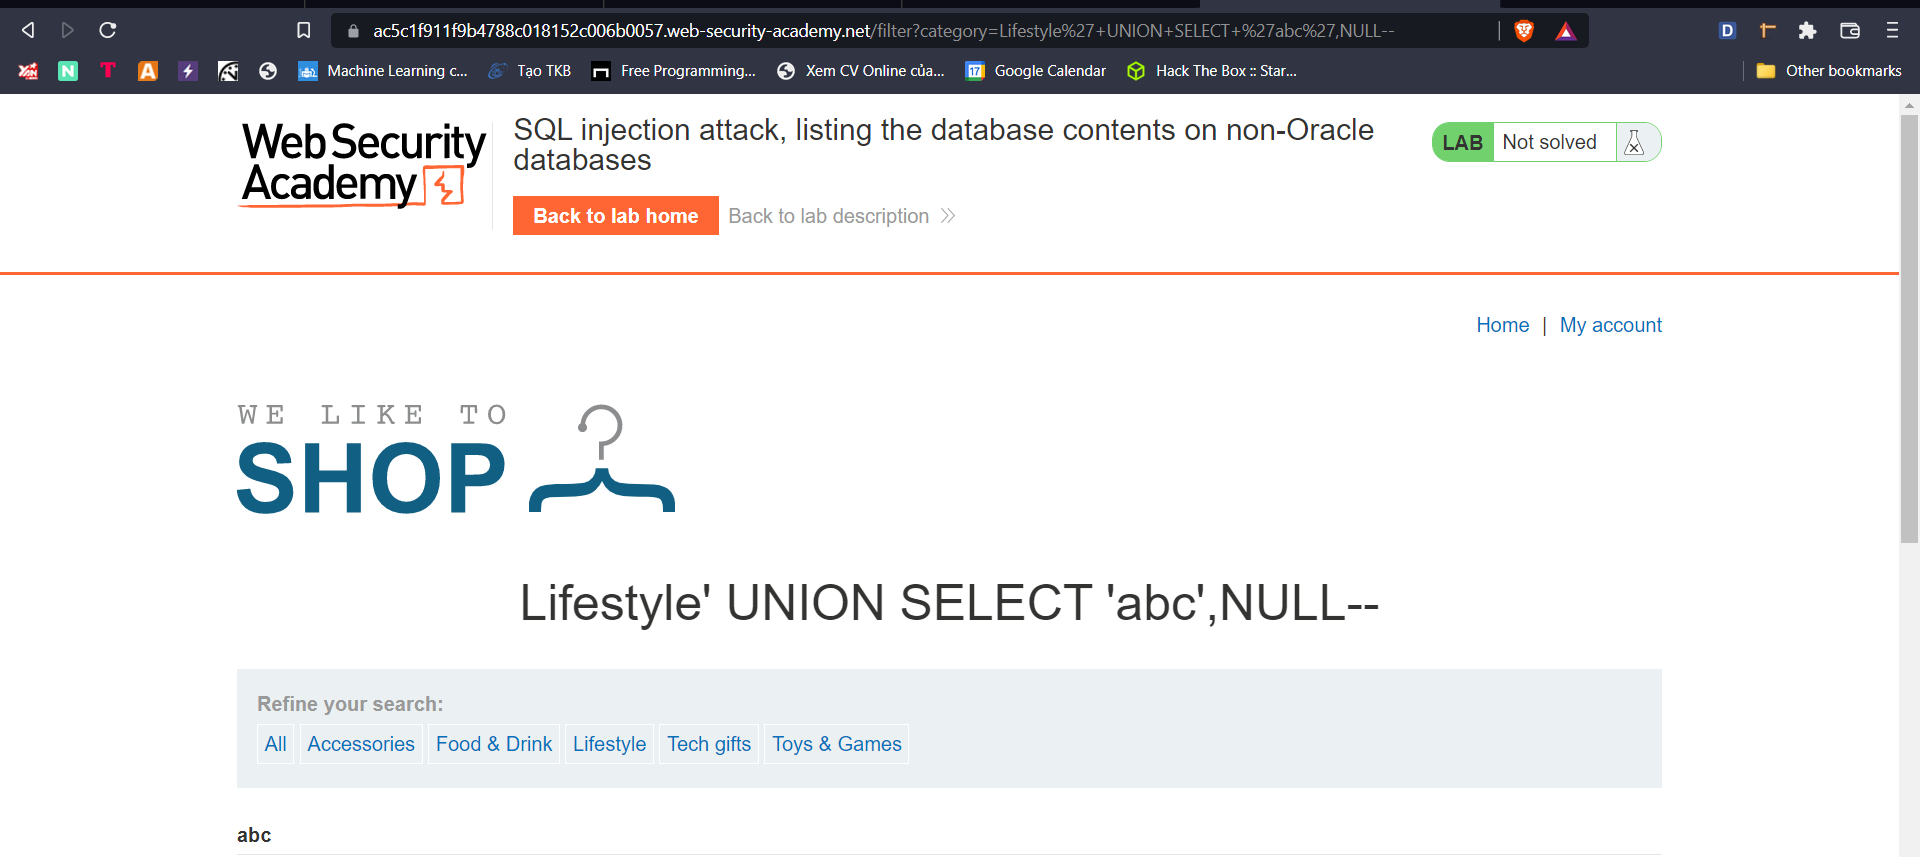 ac5c1f911f9b4788c018152c006b0057.web-security-academy.net/filter?category=Lifestyle%27+UNION+SELECT+%27abc%27,NULL--
Machine Learning c...
Tạo TKB
Free Programming...
Xem CV Online của...
17
Google Calendar
Hack The Box :: Star...
Other bookmarks
Web Security
Academy
SQL injection attack, listing the database contents on non-Oracle
databases
LAB Not solved
Back to lab home
Back to lab description
Home | My account
WE LIKE TO
SHOP
Lifestyle' UNION SELECT 'abc',NULL--
Refine your search:
All Accessories Food & Drink Lifestyle Tech gifts Toys & Games
abc